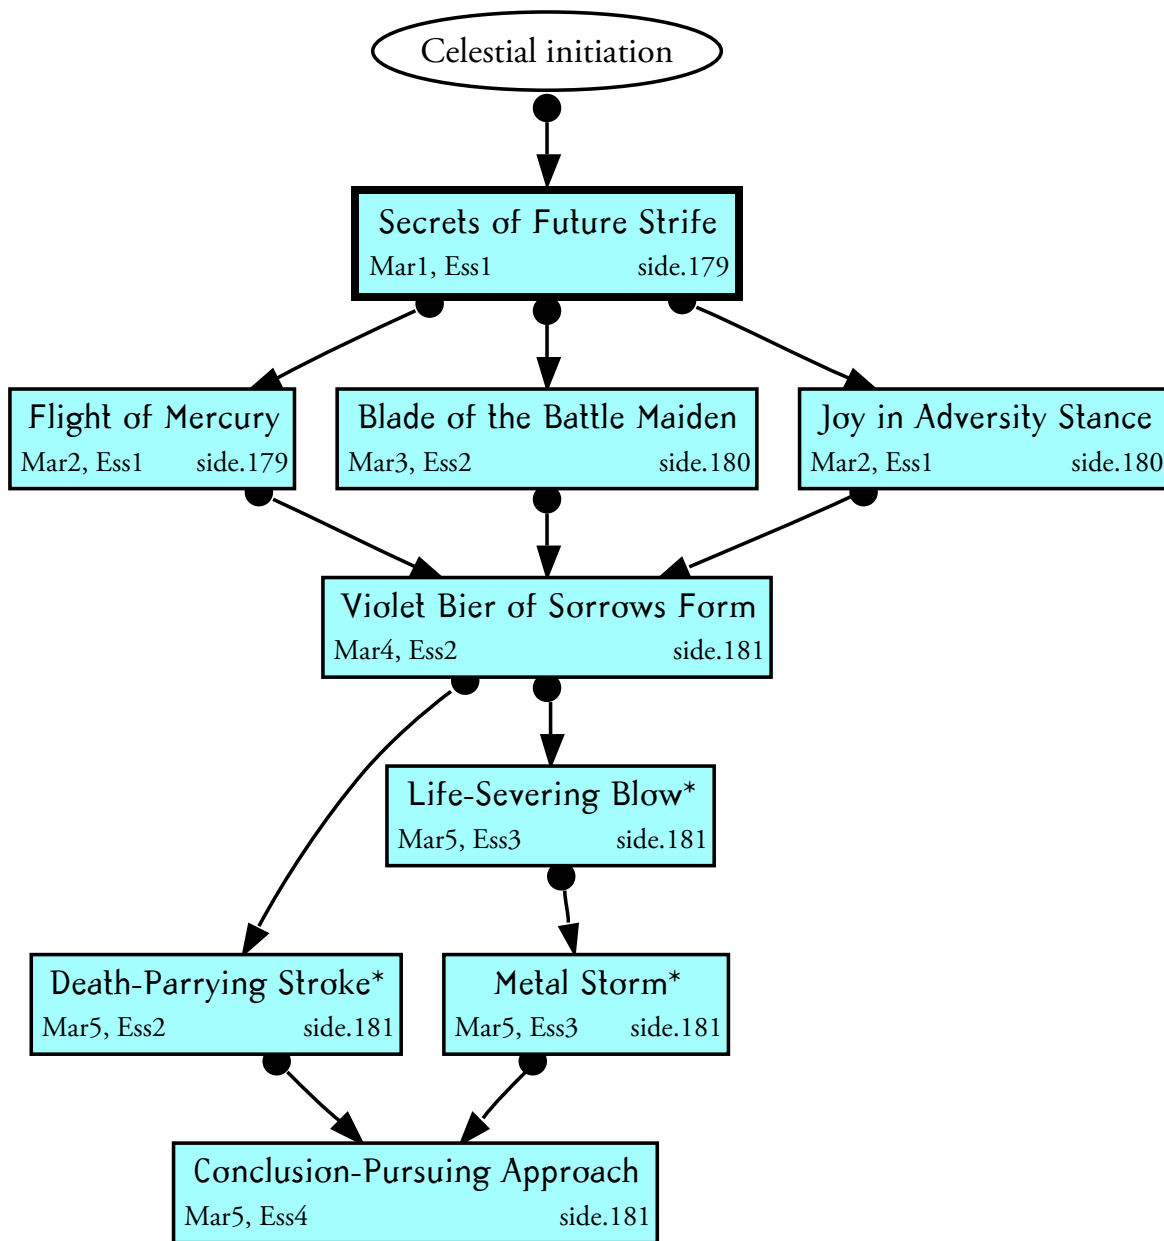 Celestial initiation
Secrets of Future Strife
Mar1, Ess1 side.179
Flight of Mercury
Mar2, Ess1 side.179
Blade of the Battle Maiden
Mar3, Ess2 side.180
Joy in Adversity Stance
Mar2, Ess1 side.180
Violet Bier of Sorrows Form
Mar4, Ess2 side.181
Life-Severing Blow*
Mar5, Ess3 side.181
Death-Parrying Stroke*
Mar5, Ess2 side.181
Metal Storm*
Mar5, Ess3 side.181
Conclusion-Pursuing Approach
Mar5, Ess4 side.181